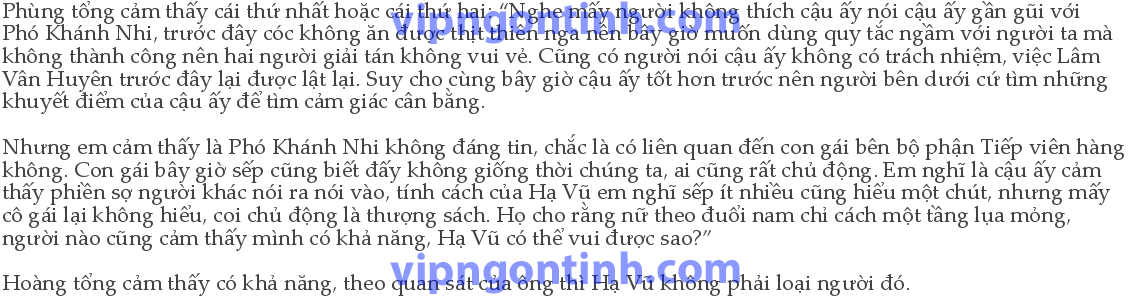 Phùng tổng cảm thấy cái thứ nhất hoặc cái thứ hai: “Nghe mấy người không thích cậu ấy nói cậu ấy gần gũi với
Phó Khánh Nhi, trước đây cóc không ăn được thịt thiên nga nên bây giờ muốn dùng quy tắc ngầm với người ta mà
không thành công nên hai người giải tán không vui vẻ. Cũng có người nói cậu ấy không có trách nhiệm, việc Lâm
Vân Huyên trước đây lại được lật lại. Suy cho cùng bây giờ cậu ấy tốt hơn trước nên người bên dưới cứ tìm những
khuyết điểm của cậu ấy để tìm cảm giác cân bằng.
Nhưng em cảm thấy là Phó Khánh Nhi không đáng tin, chắc là có liên quan đến con gái bên bộ phận Tiếp viên hàng
không. Con gái bây giờ sếp cũng biết đấy không giống thời chúng ta, ai cũng rất chủ động. Em nghĩ là cậu ấy cảm
thấy phiền sợ người khác nói ra nói vào, tính cách của Hạ Vũ em nghĩ sếp ít nhiều cũng hiểu một chút, nhưng mấy
cô gái lại không hiểu, coi chủ động là thượng sách. Họ cho rằng nữ theo đuổi nam chỉ cách một tầng lụa mỏng,
người nào cũng cảm thấy mình có khả năng, Hạ Vũ có thể vui được sao?”
Hoàng tổng cảm thấy có khả năng, theo quan sát của ông thì Hạ Vũ không phải loại người đó.
vipngontinh.com
vipngontinh.com